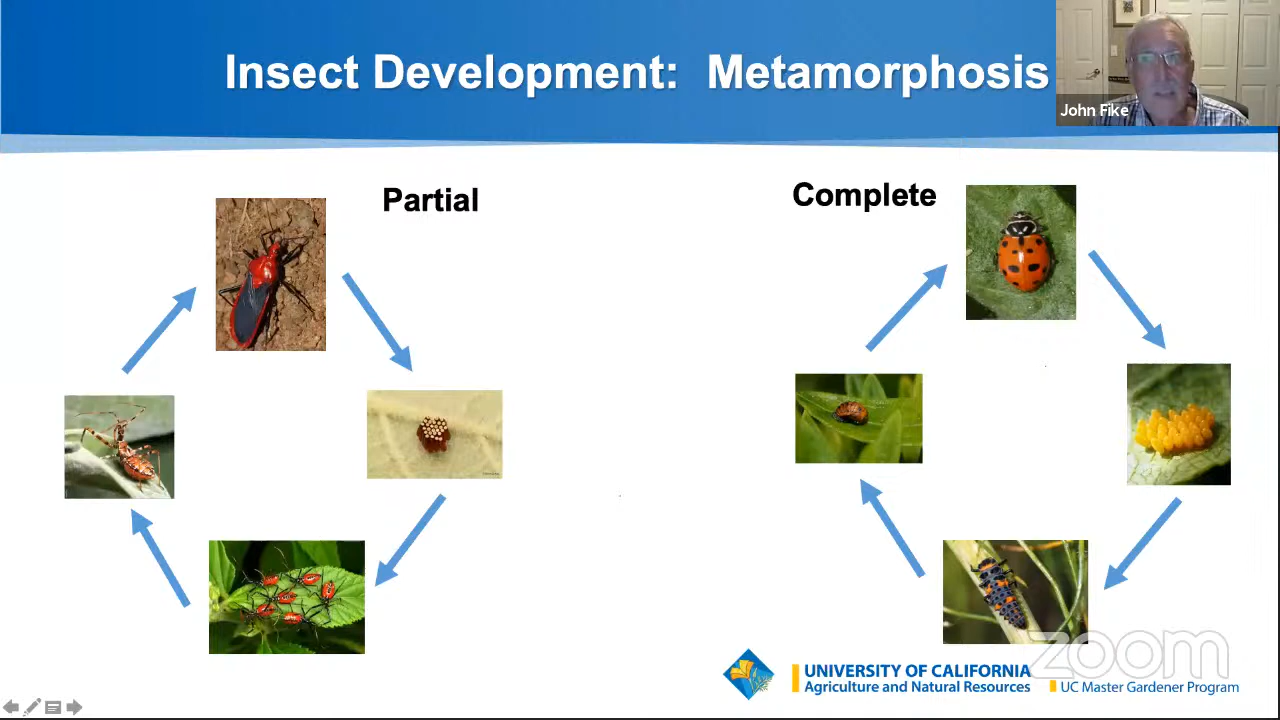 Insect Development: Metamorphosis
John Fike
Partial
Complete
zoom
UNIVERSITY OF CALIFORNIA
Agriculture and Natural Resources
UC Master Gardener Program